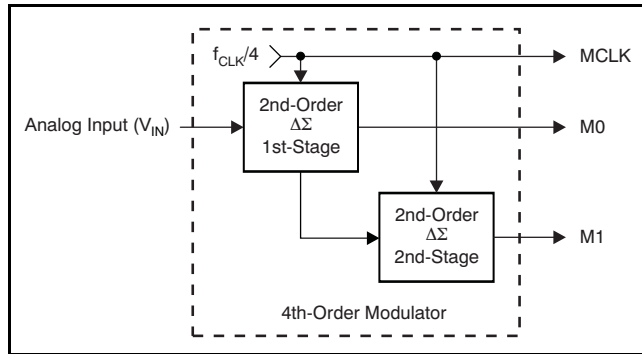 f_CLK/4
MCLK
Analog Input (V_IN)
2nd-Order
ΔΣ
1st-Stage
M0
2nd-Order
ΔΣ
2nd-Stage
M1
4th-Order Modulator